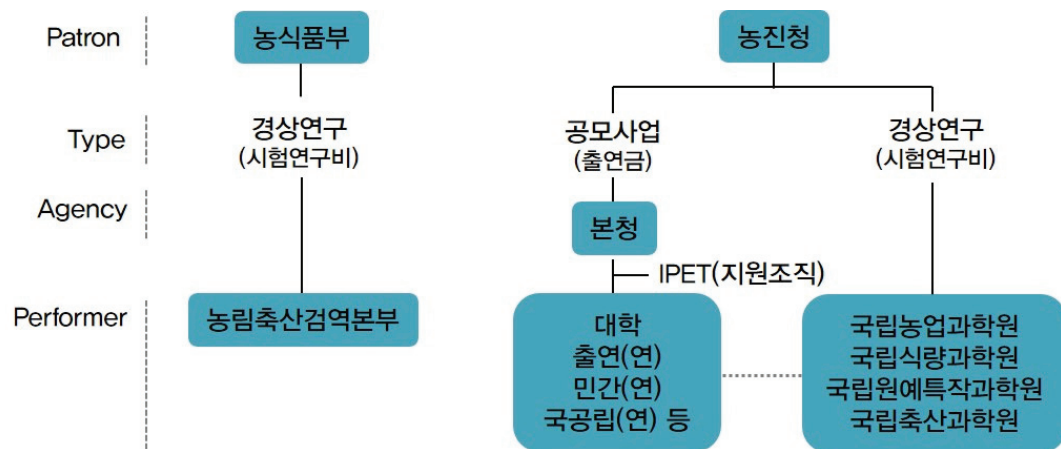 Patron
농식품부
농진청
Type
경상연구
(시험연구비)
공모사업
(출연금)
경상연구
(시험연구비)
Agency
본청
IPET(지원조직)
Performer
농림축산검역본부
대학
출연(연)
민간(연)
국공립(연) 등
국립농업과학원
국립식량과학원
국립원예특작과학원
국립축산과학원